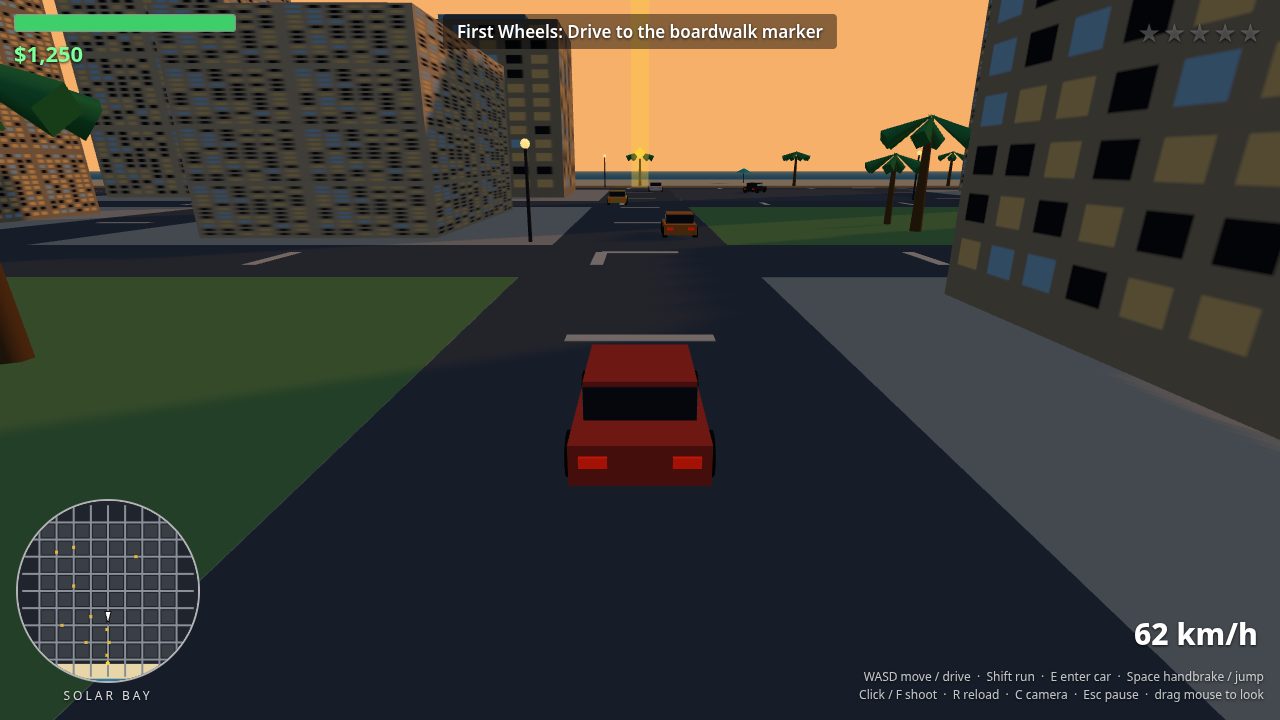 First Wheels: Drive to the boardwalk marker
$1,250
62 km/h
WASD move / drive · Shift run · E enter car · Space handbrake / jump
Click / F shoot · R reload · C camera · Esc pause · drag mouse to look
SOLAR BAY